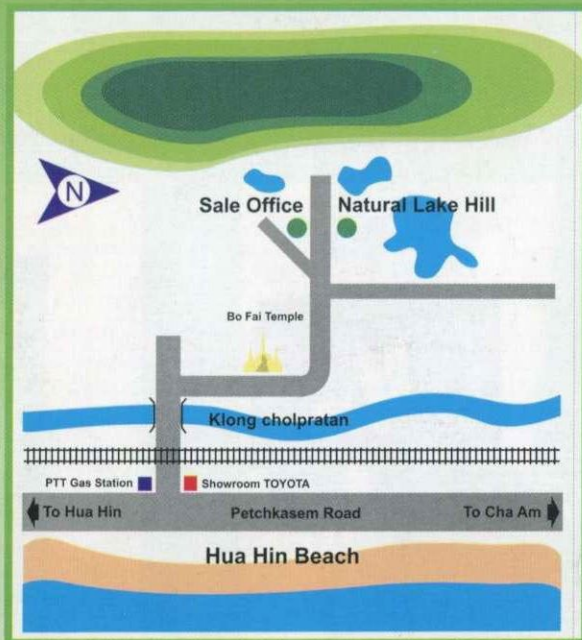 N
Sale Office
Natural Lake Hill
Bo Fai Temple
Klong cholpratan
PTT Gas Station
Showroom TOYOTA
To Hua Hin
Petchkasem Road
To Cha Am
Hua Hin Beach